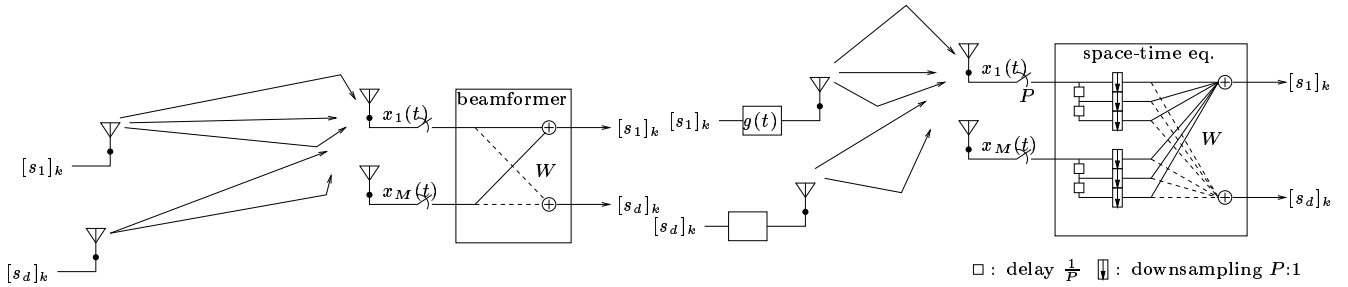 beamformer
x_1(t)
[s_1]_k
[s_1]_k
W
x_M(t)
[s_d]_k
[s_d]_k
space-time eq.
x_1(t)
P
[s_1]_k
[s_1]_k
g(t)
x_M(t)
W
[s_d]_k
[s_d]_k
: delay \frac{1}{P} : downsampling P:1